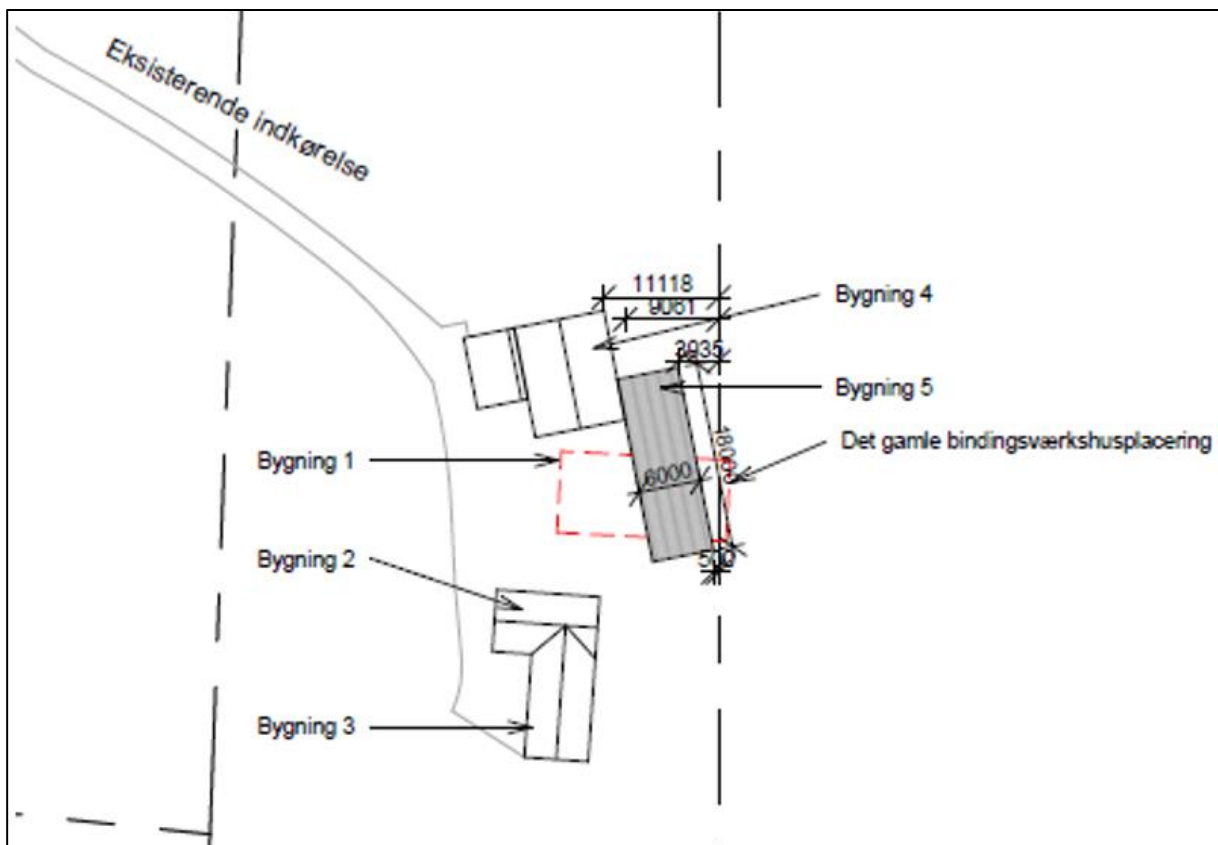 Eksisterende indkørelse
11118
9061
Bygning 4
3935
Bygning 5
Det gamle bindingsværkshusplacering
Bygning 1
6000
Bygning 2
500
Bygning 3